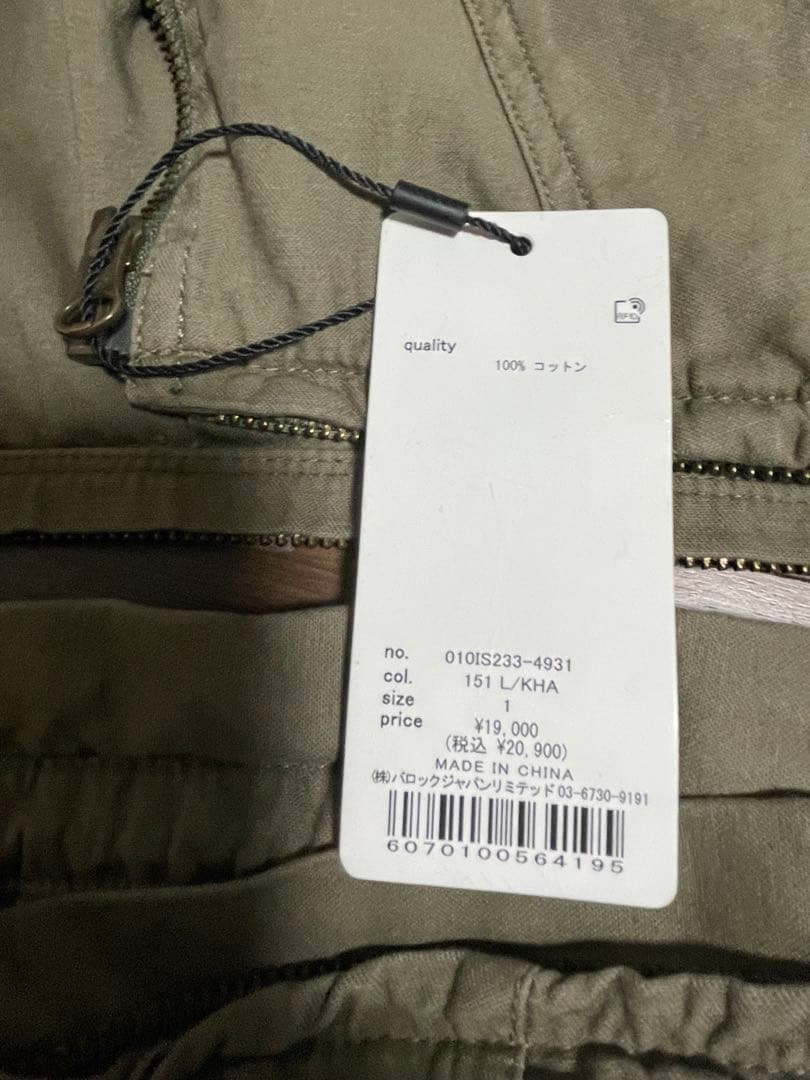 RFID
quality
100% コットン
no. 010IS233-4931
col. 151 L/KHA
size 1
price ¥19,000
(税込 ¥20,900)
MADE IN CHINA
㈱バロックジャパンリミテッド 03-6730-9191
6070100564195